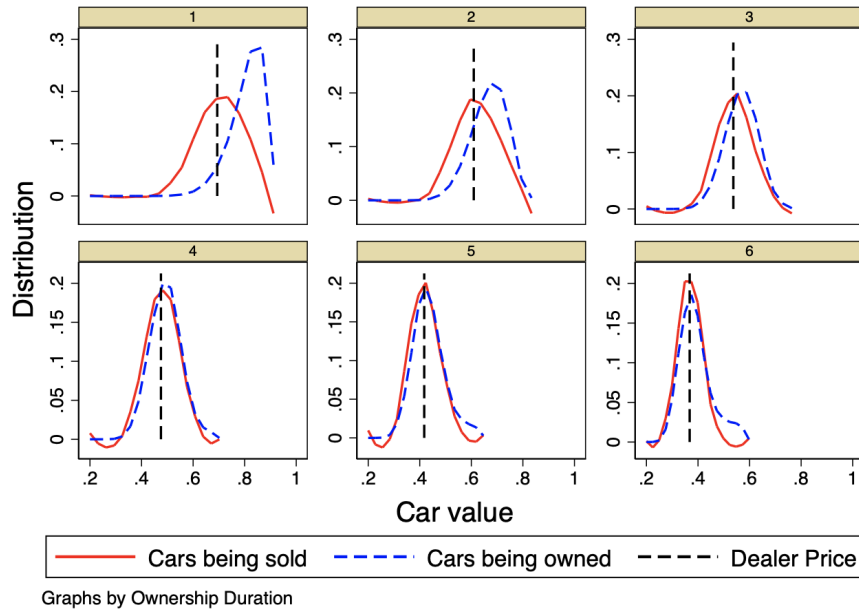 1 2 3
.3 .3 .3
.2 .2 .2
.1 .1 .1
0 0 0
Distribution
4 5 6
.2 .2 .2
.15 .15 .15
.1 .1 .1
.05 .05 .05
0 0 0
.2 .4 .6 .8 1 .2 .4 .6 .8 1 .2 .4 .6 .8 1
Car value
Cars being sold Cars being owned Dealer Price
Graphs by Ownership Duration